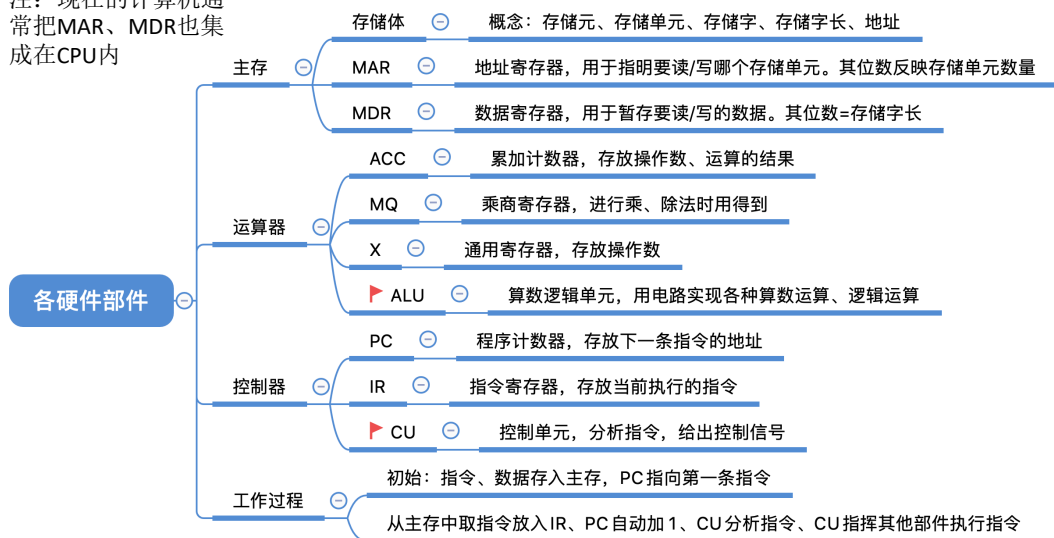 注：现在的计算机通
常把MAR、MDR也集
成在CPU内
存储体
概念：存储元、存储单元、存储字、存储字长、地址
主存
MAR
地址寄存器，用于指明要读/写哪个存储单元。其位数反映存储单元数量
MDR
数据寄存器，用于暂存要读/写的数据。其位数=存储字长
ACC
累加计数器，存放操作数、运算的结果
MQ
乘商寄存器，进行乘、除法时用得到
运算器
X
通用寄存器，存放操作数
ALU
算数逻辑单元，用电路实现各种算数运算、逻辑运算
各硬件部件
PC
程序计数器，存放下一条指令的地址
控制器
IR
指令寄存器，存放当前执行的指令
CU
控制单元，分析指令，给出控制信号
工作过程
初始：指令、数据存入主存，PC指向第一条指令
从主存中取指令放入IR、PC自动加1、CU分析指令、CU指挥其他部件执行指令